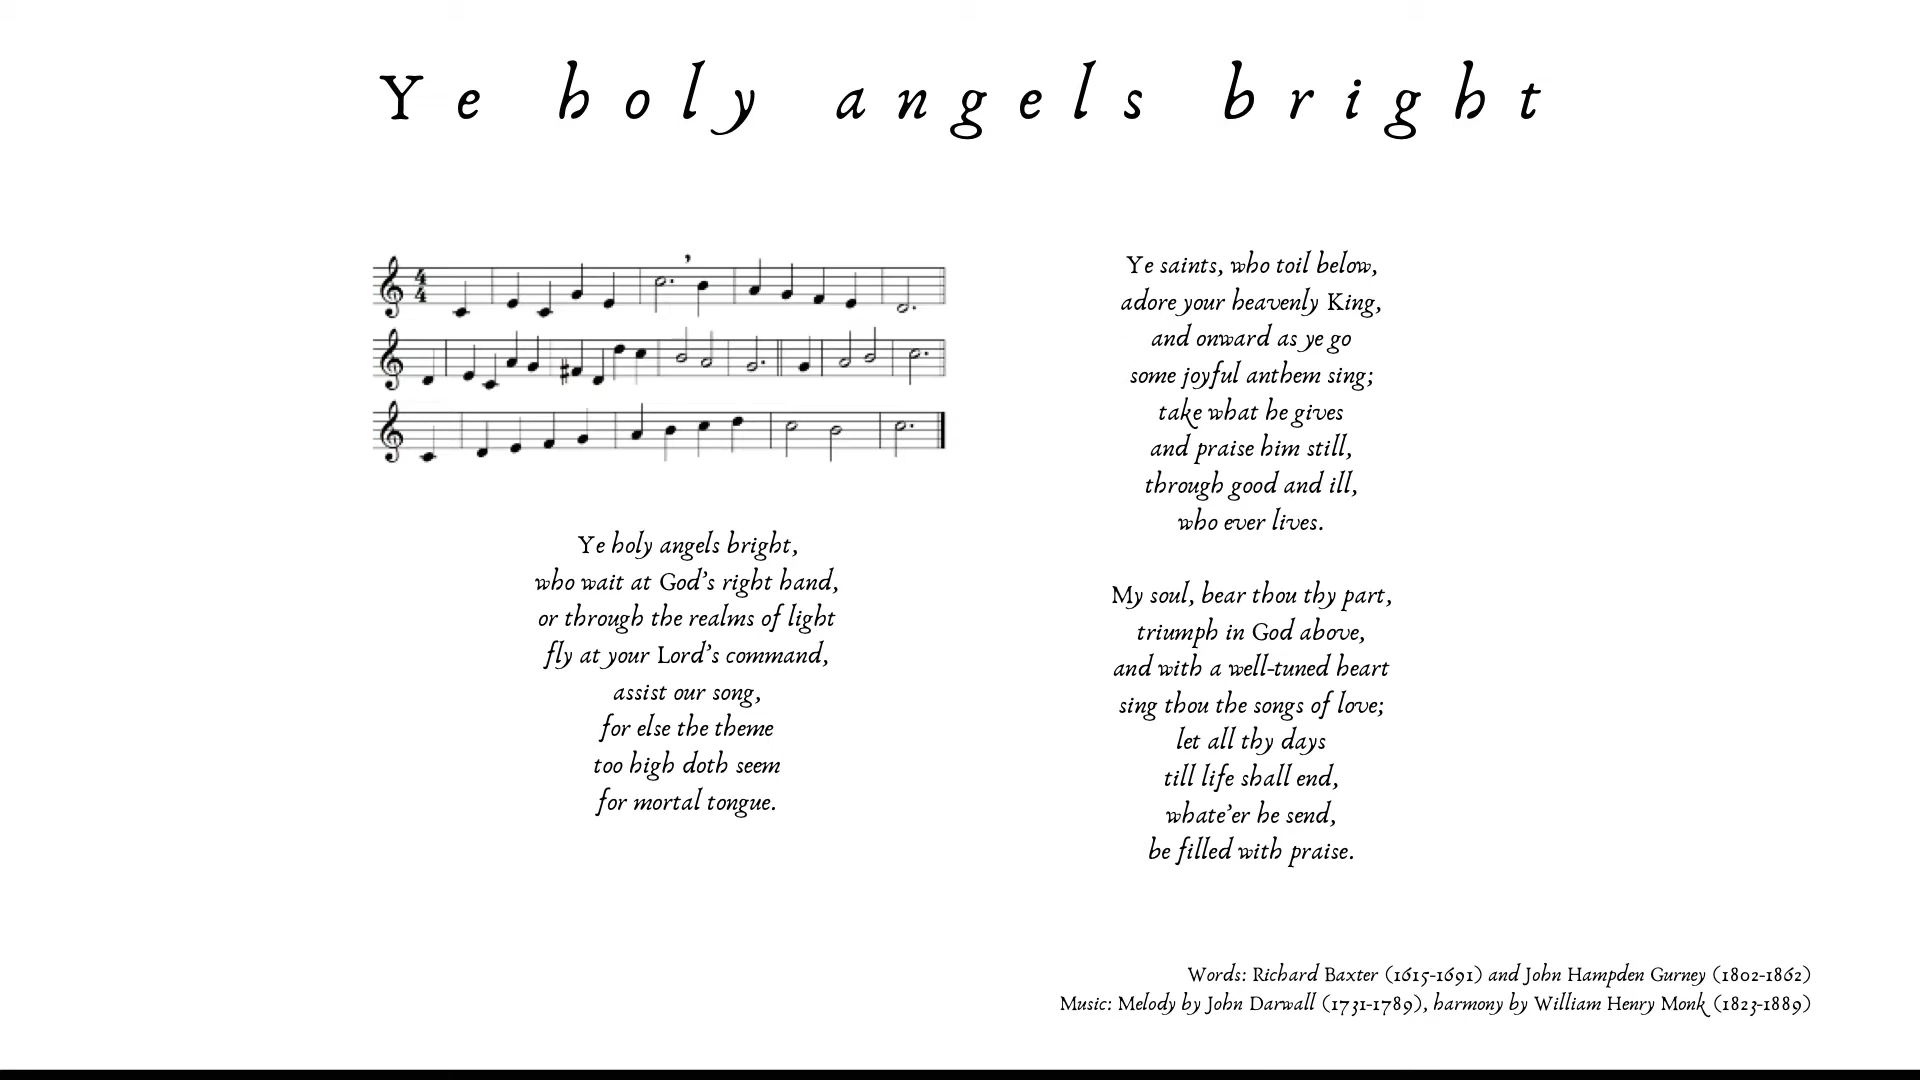 Ye holy angels bright
4
4
Ye holy angels bright,
who wait at God's right hand,
or through the realms of light
fly at your Lord's command,
assist our song,
for else the theme
too high doth seem
for mortal tongue.
Ye saints, who toil below,
adore your heavenly King,
and onward as ye go
some joyful anthem sing;
take what he gives
and praise him still,
through good and ill,
who ever lives.
My soul, bear thou thy part,
triumph in God above,
and with a well-tuned heart
sing thou the songs of love;
let all thy days
till life shall end,
whate'er he send,
be filled with praise.
Words: Richard Baxter (1615-1691) and John Hampden Gurney (1802-1862)
Music: Melody by John Darwall (1731-1789), harmony by William Henry Monk (1823-1889)